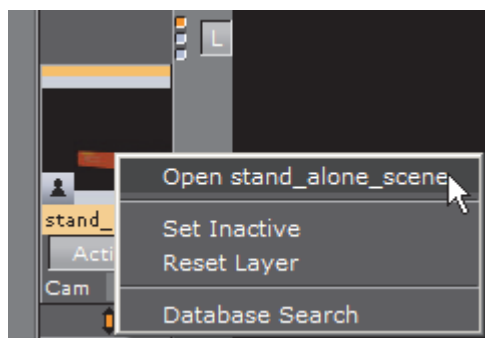 L
Open stand_alone_scene
stand_
Set Inactive
Acti
Reset Layer
Cam
Database Search